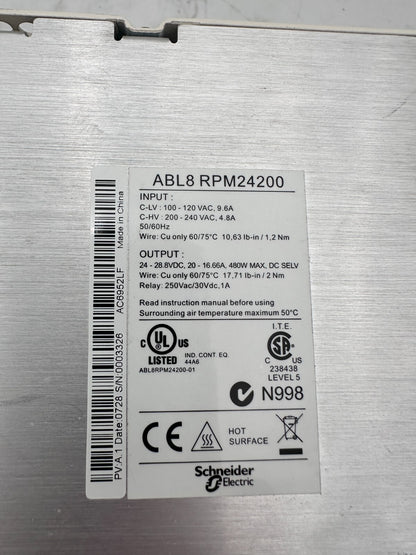 ABL8 RPM24200
INPUT :
C-LV : 100 - 120 VAC, 9.6A
C-HV : 200 - 240 VAC, 4.8A
50/60Hz
Wire: Cu only 60/75°C 10,63 lb-in / 1,2 Nm
OUTPUT :
24 - 28.8VDC, 20 - 16.66A, 480W MAX, DC SELV
Wire: Cu only 60/75°C 17,71 lb-in / 2 Nm
Relay: 250Vac/30Vdc,1A
Read instruction manual before using
Surrounding air temperature maximum 50°C
C UL US
LISTED IND. CONT. EQ.
44A6
ABL8RPM24200-01
I.T.E.
SA
C US
238438
LEVEL 5
N998
CE
HOT
SURFACE
Schneider
Electric
Made in China
AC6952LF
PV:A.1 Date:0728 S/N:0003326